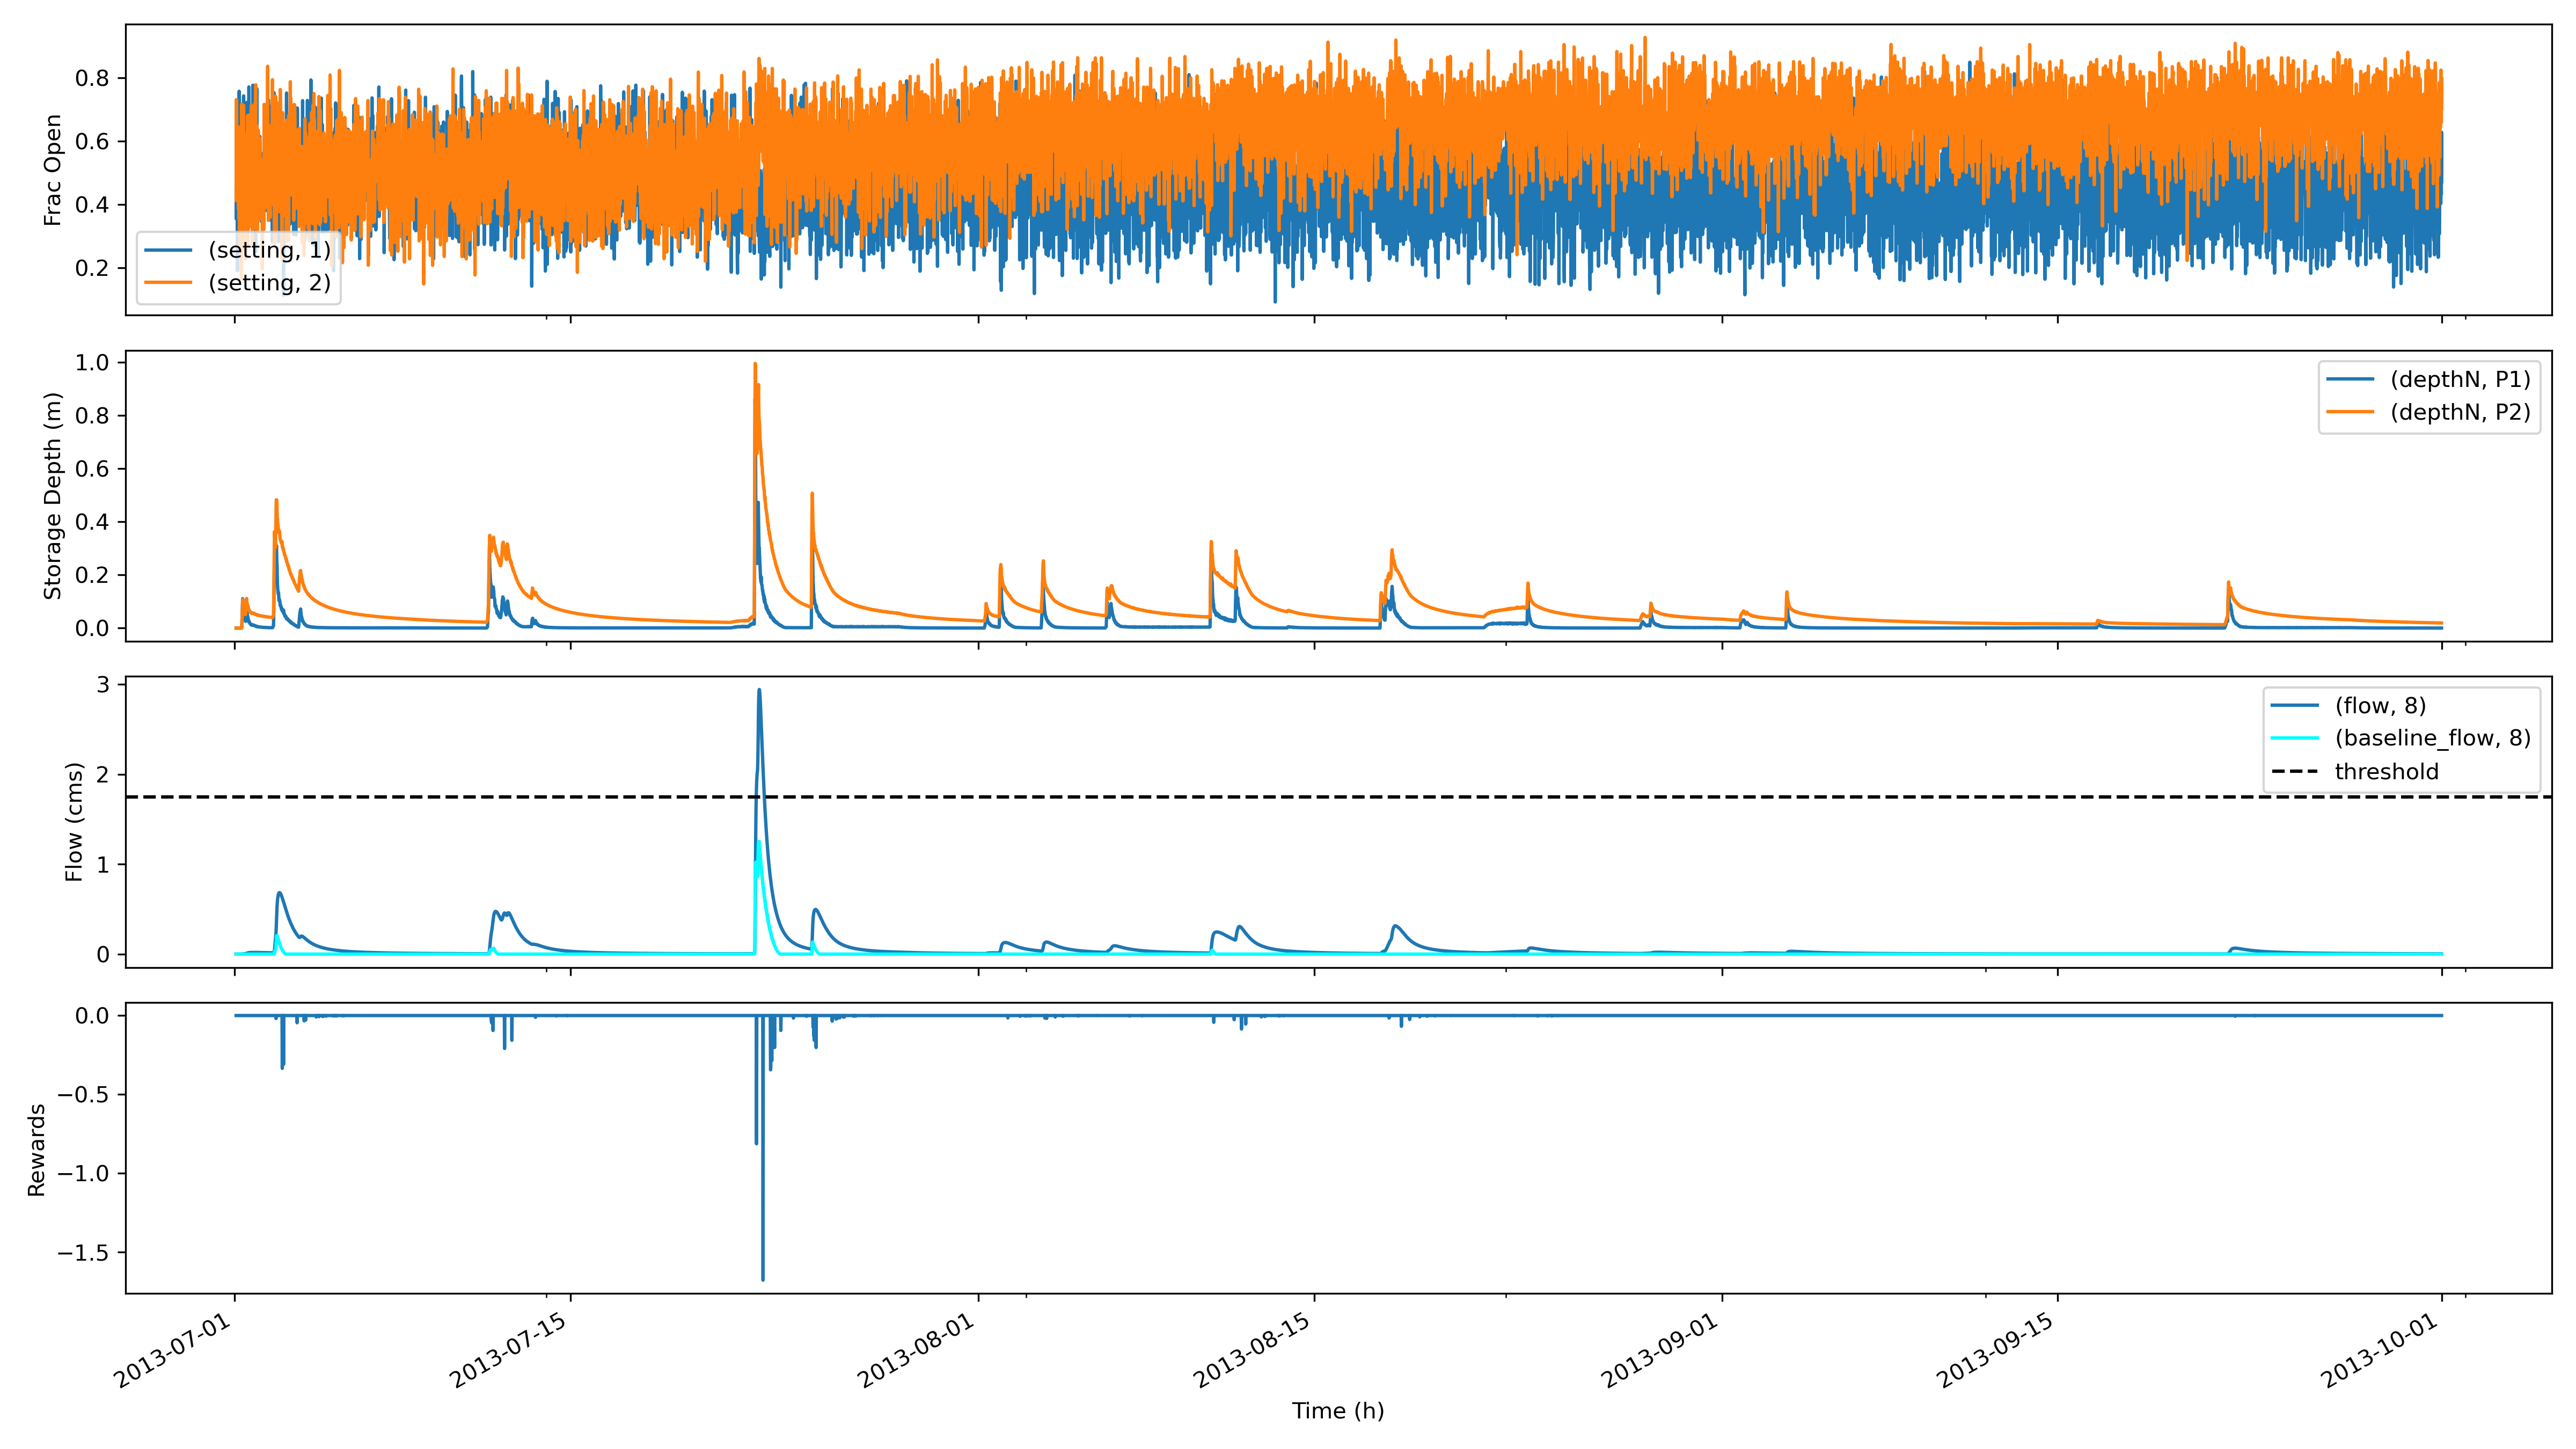 Frac Open
0.8
0.6
0.4
0.2
(setting, 1)
(setting, 2)
Storage Depth (m)
1.0
0.8
0.6
0.4
0.2
0.0
(depthN, P1)
(depthN, P2)
Flow (cms)
3
2
1
0
(flow, 8)
(baseline_flow, 8)
threshold
Rewards
0.0
−0.5
−1.0
−1.5
2013-07-01
2013-07-15
2013-08-01
2013-08-15
2013-09-01
2013-09-15
2013-10-01
Time (h)